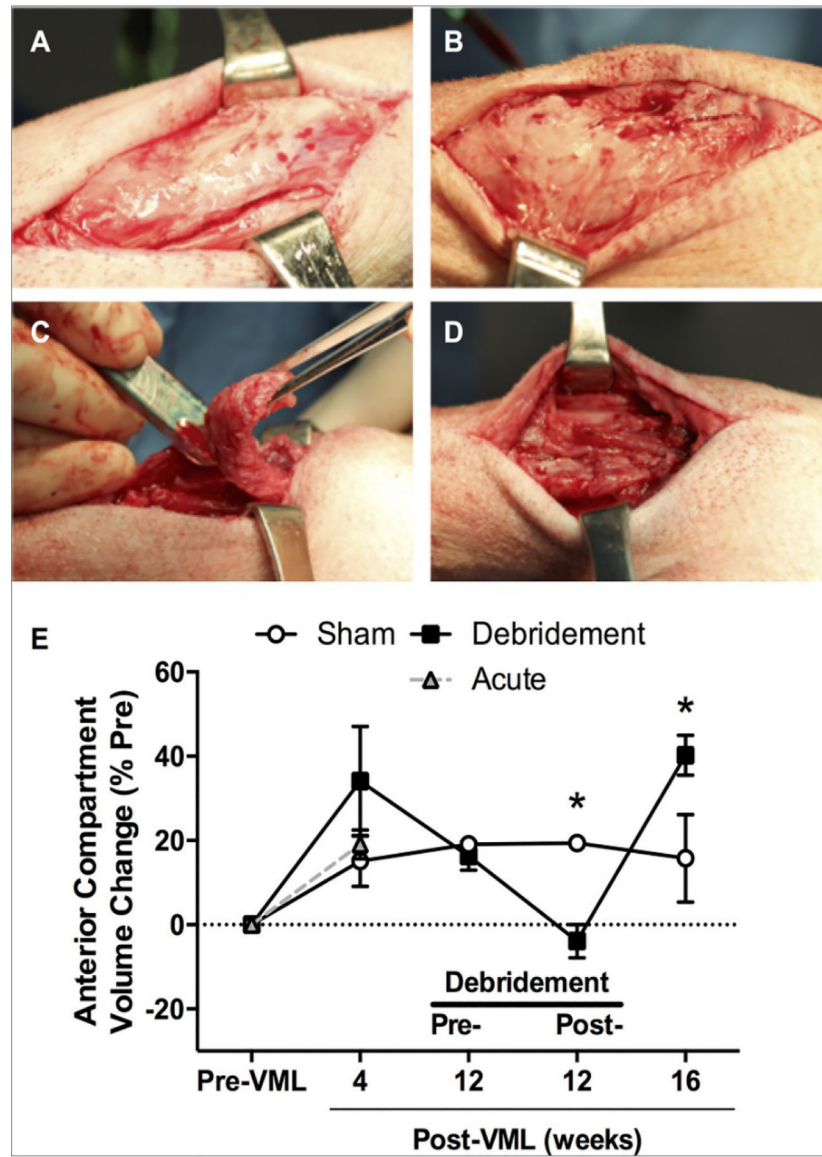 A
B
C
D
E
Sham Debridement
Acute
Anterior Compartment
Volume Change (% Pre)
60
40
20
0
-20
*
*
Debridement
Pre- Post-
Pre-VML 4 12 12 16
Post-VML (weeks)